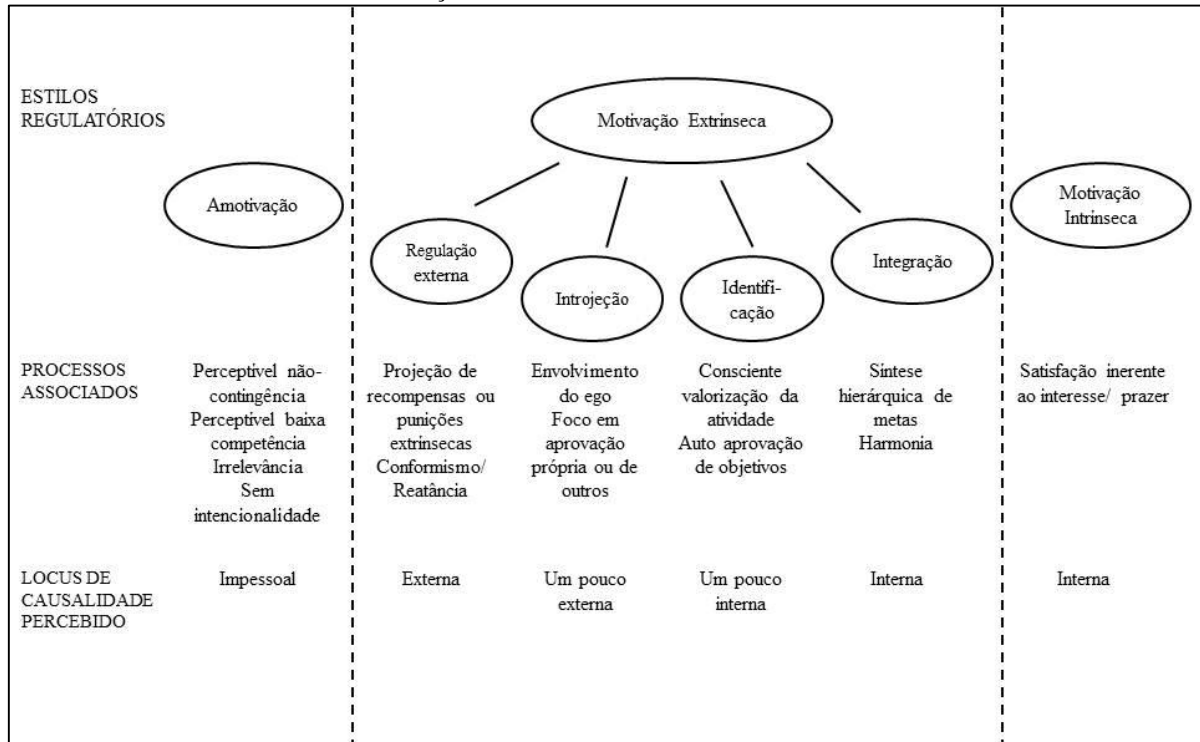 ESTILOS
REGULATÓRIOS
Motivação Extrínseca
Amotivação
Motivação
Intrínseca
Regulação
externa
Introjeção
Identifi-
cação
Integração
PROCESSOS
ASSOCIADOS
Perceptível não-
contingência
Perceptível baixa
competência
Irrelevância
Sem
intencionalidade
Projeção de
recompensas ou
punições
extrínsecas
Conformismo/
Reatância
Envolvimento
do ego
Foco em
aprovação
própria ou de
outros
Consciente
valorização da
atividade
Auto aprovação
de objetivos
Síntese
hierárquica de
metas
Harmonia
Satisfação inerente
ao interesse/ prazer
LOCUS DE
CAUSALIDADE
PERCEBIDO
Impessoal
Externa
Um pouco
externa
Um pouco
interna
Interna
Interna